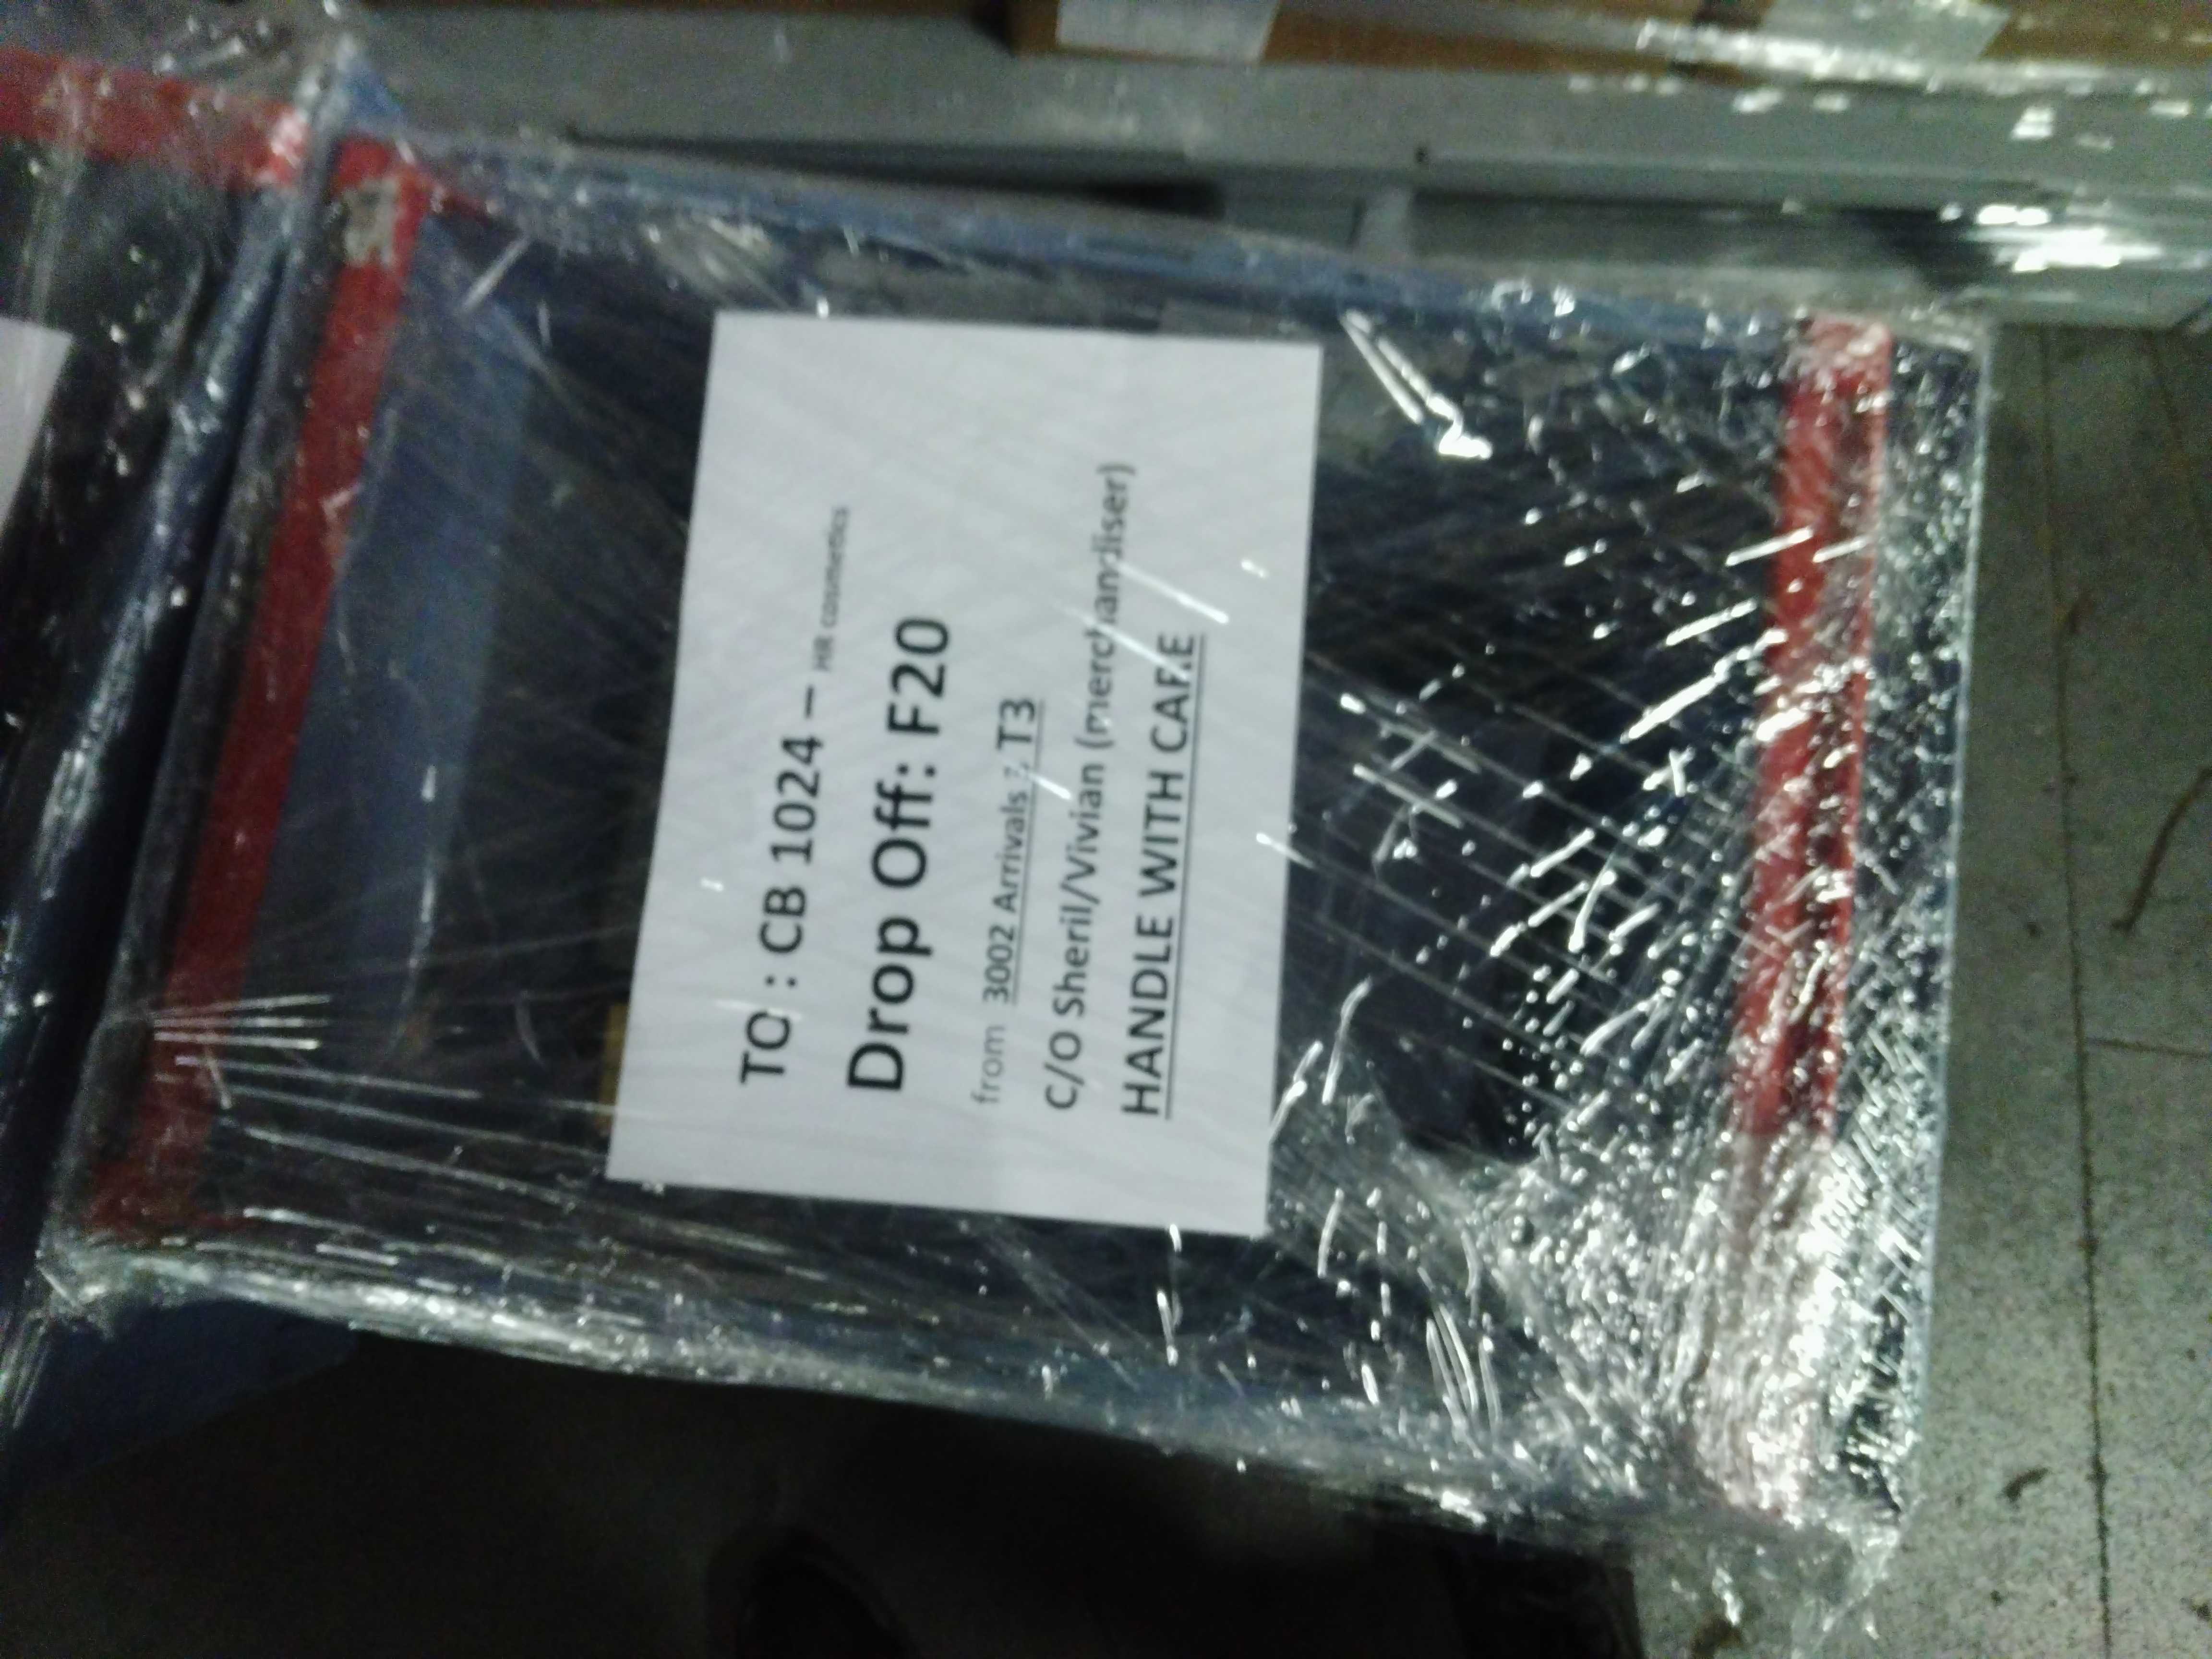 TO : CB 1024 – HR cosmetics
Drop Off: F20
from 3002 Arrivals T3
C/O Sheril/Vivian (merchandiser)
HANDLE WITH CARE